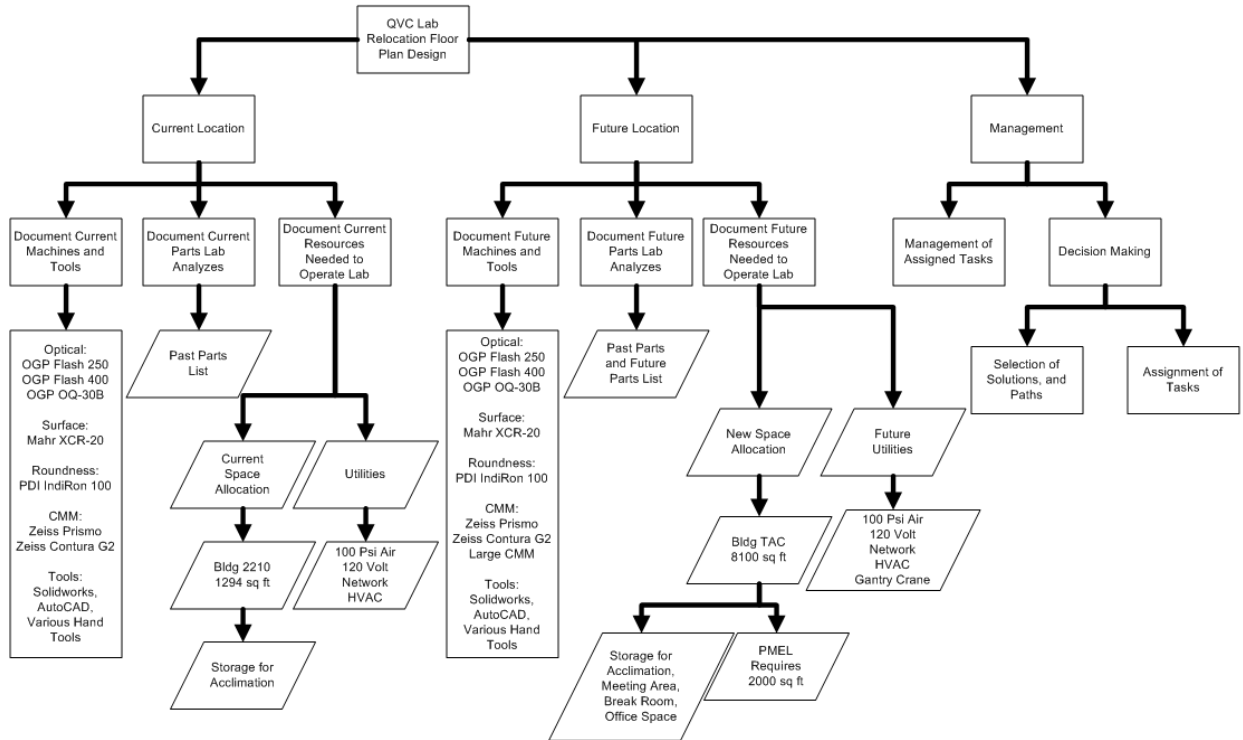 QVC Lab
Relocation Floor
Plan Design
Current Location
Future Location
Management
Document Current
Machines and
Tools
Document Current
Parts Lab
Analyzes
Document Current
Resources
Needed to
Operate Lab
Document Future
Machines and
Tools
Document Future
Parts Lab
Analyzes
Document Future
Resources
Needed to
Operate Lab
Management of
Assigned Tasks
Decision Making
Optical:
OGP Flash 250
OGP Flash 400
OGP OQ-30B
Surface:
Mahr XCR-20
Roundness:
PDI IndiRon 100
CMM:
Zeiss Prismo
Zeiss Contura G2
Tools:
Solidworks,
AutoCAD,
Various Hand
Tools
Past Parts
List
Current
Space
Allocation
Utilities
Bldg 2210
1294 sq ft
100 Psi Air
120 Volt
Network
HVAC
Storage for
Acclimation
Optical:
OGP Flash 250
OGP Flash 400
OGP OQ-30B
Surface:
Mahr XCR-20
Roundness:
PDI IndiRon 100
CMM:
Zeiss Prismo
Zeiss Contura G2
Large CMM
Tools:
Solidworks,
AutoCAD,
Various Hand
Tools
Past Parts
and Future
Parts List
New Space
Allocation
Future
Utilities
Bldg TAC
8100 sq ft
100 Psi Air
120 Volt
Network
HVAC
Gantry Crane
Storage for
Acclimation,
Meeting Area,
Break Room,
Office Space
PMEL
Requires
2000 sq ft
Selection of
Solutions, and
Paths
Assignment of
Tasks